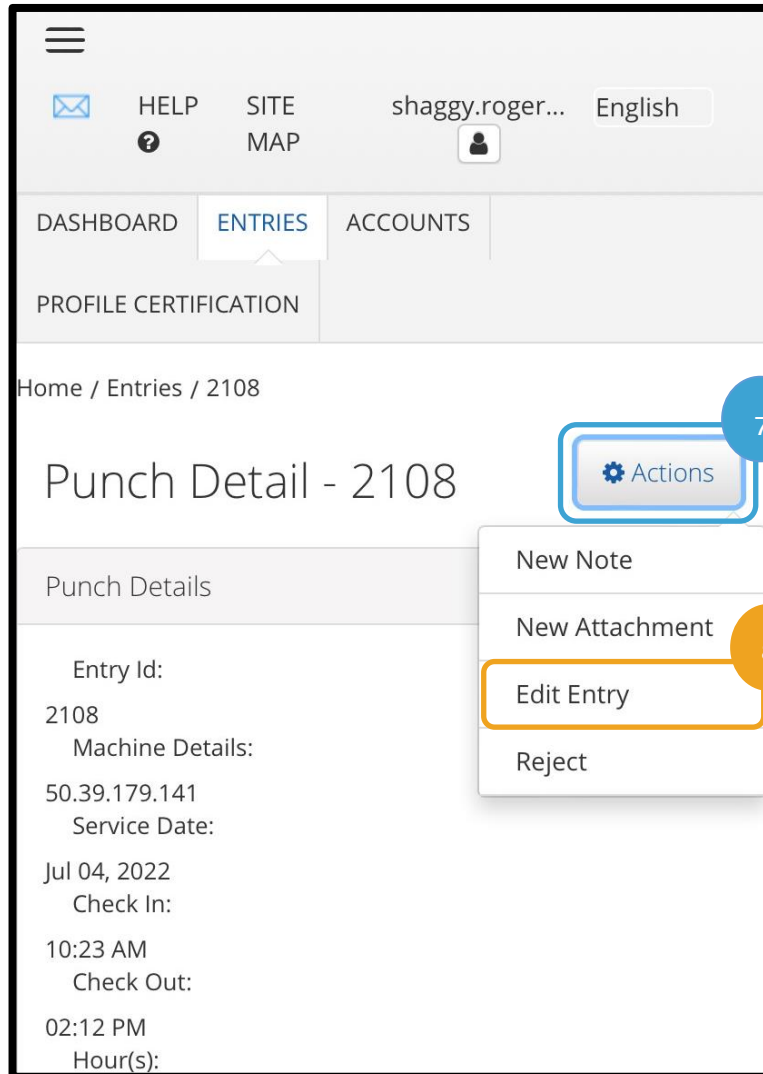 HELP SITE MAP shaggy.roger... English
DASHBOARD ENTRIES ACCOUNTS
PROFILE CERTIFICATION
Home / Entries / 2108
7
Punch Detail - 2108 Actions
New Note
Punch Details
New Attachment
Entry Id:
Edit Entry
2108
Machine Details:
Reject
50.39.179.141
Service Date:
Jul 04, 2022
Check In:
10:23 AM
Check Out:
02:12 PM
Hour(s):